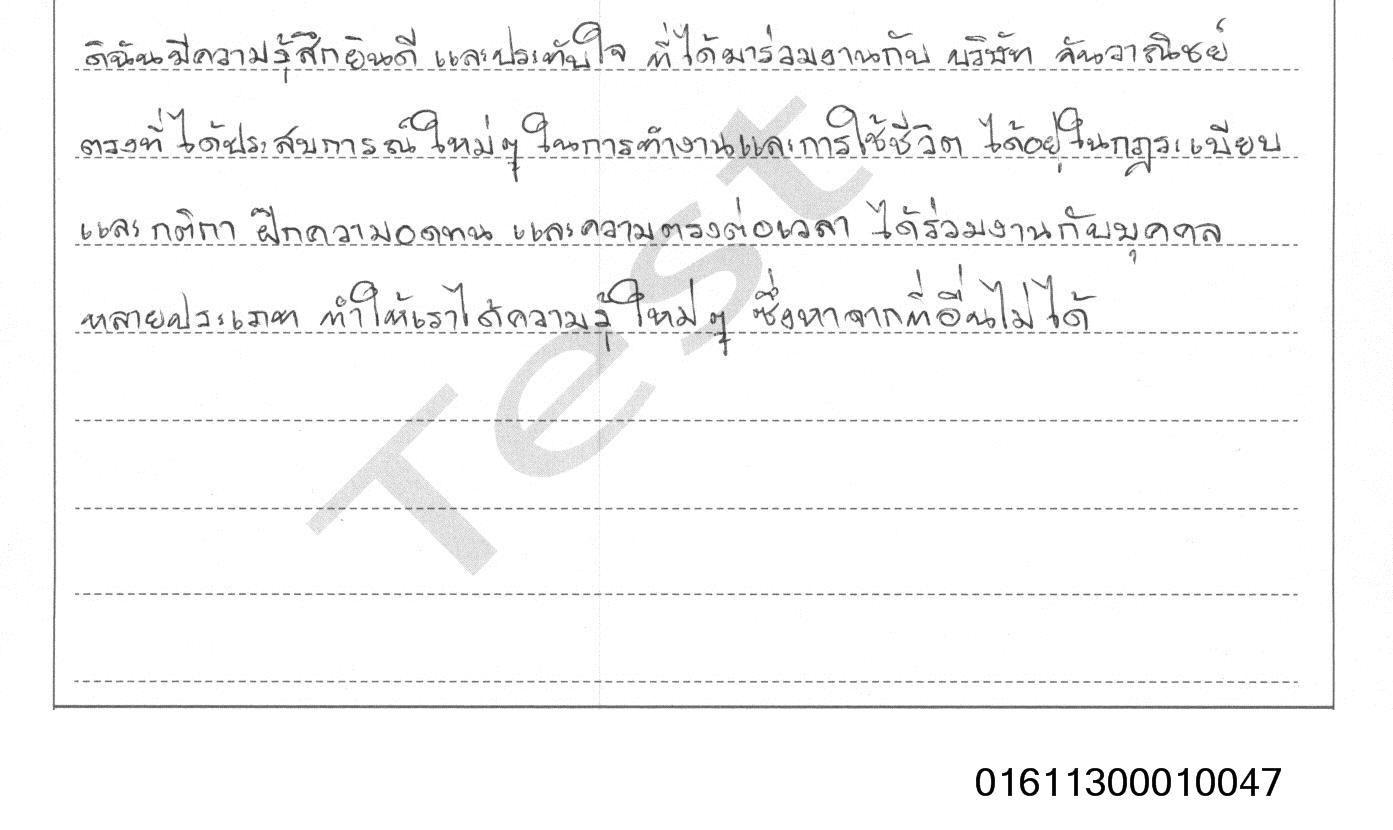 ดิฉันมีความรู้สึกยินดี และประทับใจ ที่ได้มาร่วมงานกับ บริษัท จันวาณิชย์
ตรงที่ได้ประสบการณ์ใหม่ๆ ในการทำงานและการใช้ชีวิต ได้อยู่ในกฎระเบียบ
และ กติกา ฝึกความอดทน และความตรงต่อเวลา ได้ร่วมงานกับบุคคล
หลายประเภท ทำให้เราได้ความรู้ใหม่ๆ ซึ่งหาจากที่อื่นไม่ได้
Test
01611300010047